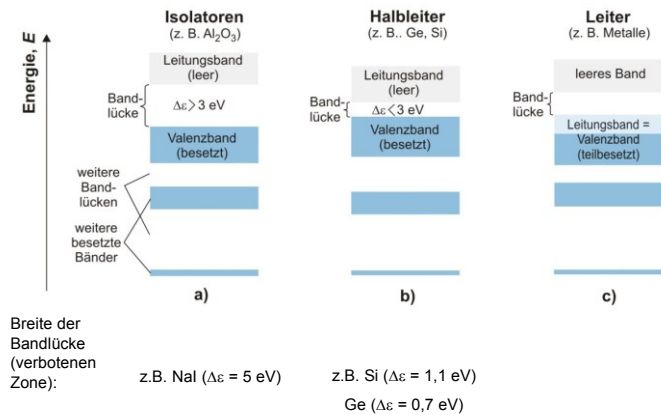 Isolatoren
(z. B. Al₂O₃)
Halbleiter
(z. B.. Ge, Si)
Leiter
(z. B. Metalle)
Energie, E
Leitungsband
(leer)
Band-
lücke
Δε> 3 eV
Valenzband
(besetzt)
weitere
Band-
lücken
weitere
besetzte
Bänder
a)
Leitungsband
(leer)
Band-
lücke
Δε<3 eV
Valenzband
(besetzt)
b)
leeres Band
Band-
lücke
Leitungsband =
Valenzband
(teilbesetzt)
c)
Breite der
Bandlücke
(verbotenen
Zone):
z.B. NaI (Δε = 5 eV)
z.B. Si (Δε = 1,1 eV)
Ge (Δε = 0,7 eV)